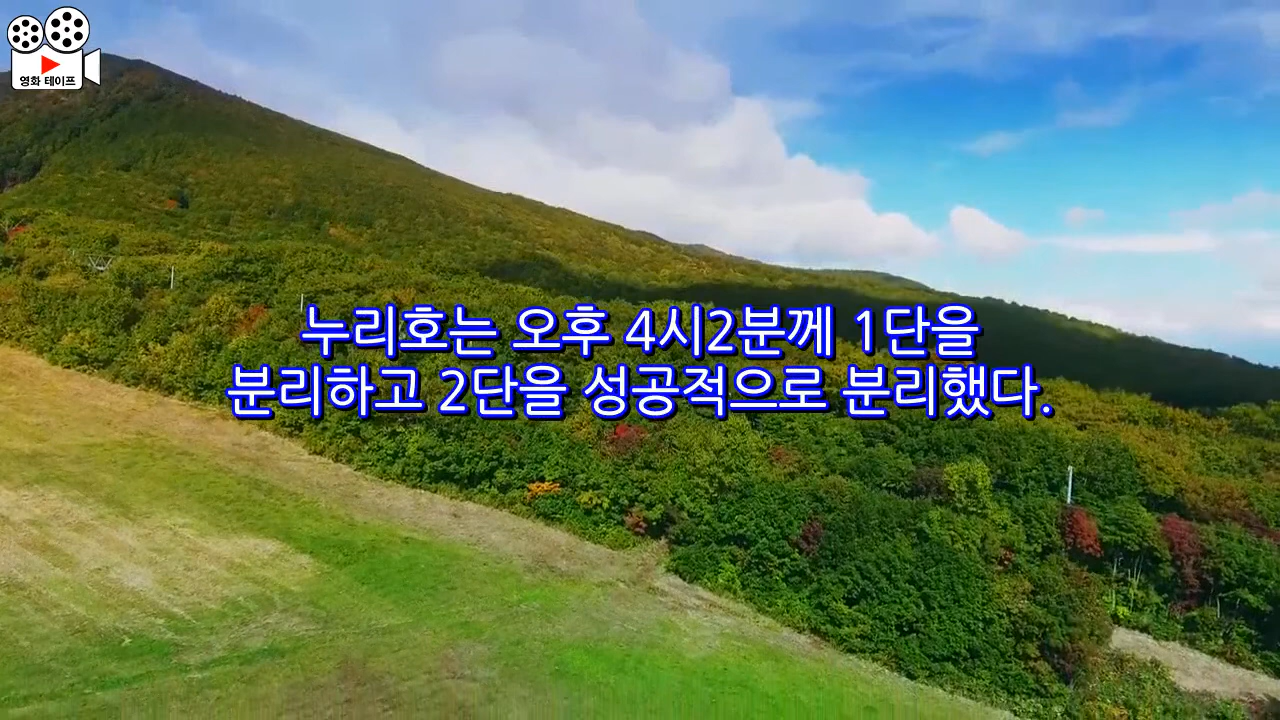 영화 테이프
누리호는 오후 4시2분께 1단을
분리하고 2단을 성공적으로 분리했다.